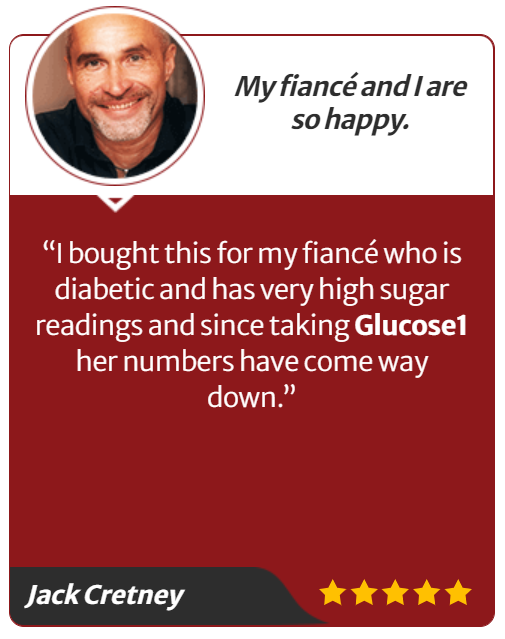 My fiancé and I are
so happy.
“I bought this for my fiancé who is
diabetic and has very high sugar
readings and since taking Glucose1
her numbers have come way
down.”
Jack Cretney